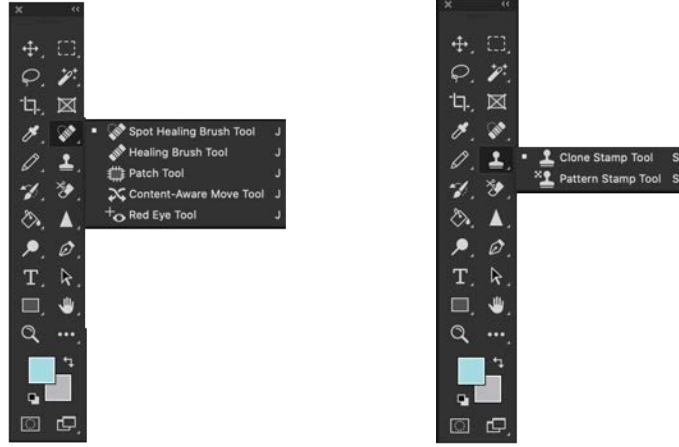 Spot Healing Brush Tool J
Healing Brush Tool J
Patch Tool J
Content-Aware Move Tool J
Red Eye Tool J
Clone Stamp Tool S
Pattern Stamp Tool S